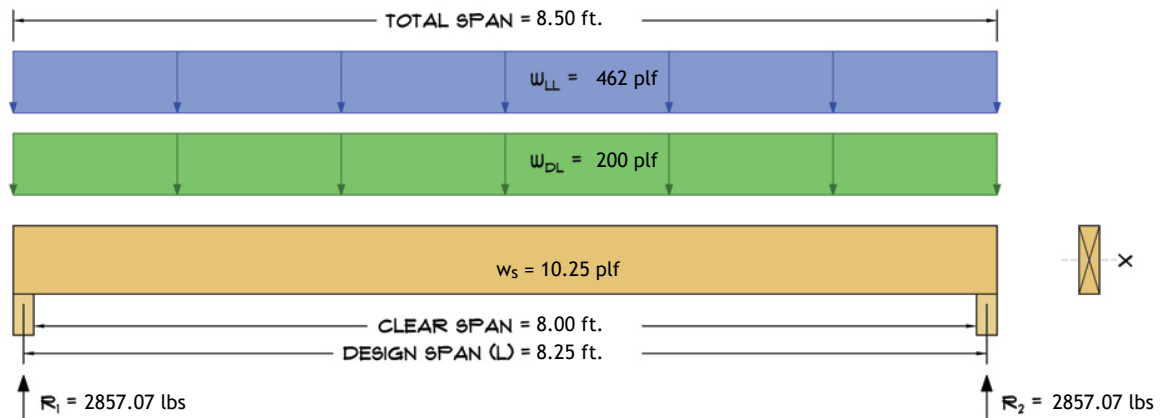 TOTAL SPAN = 8.50 ft.
wLL = 462 plf
wDL = 200 plf
ws = 10.25 plf
X
CLEAR SPAN = 8.00 ft.
DESIGN SPAN (L) = 8.25 ft.
R1 = 2857.07 lbs
R2 = 2857.07 lbs